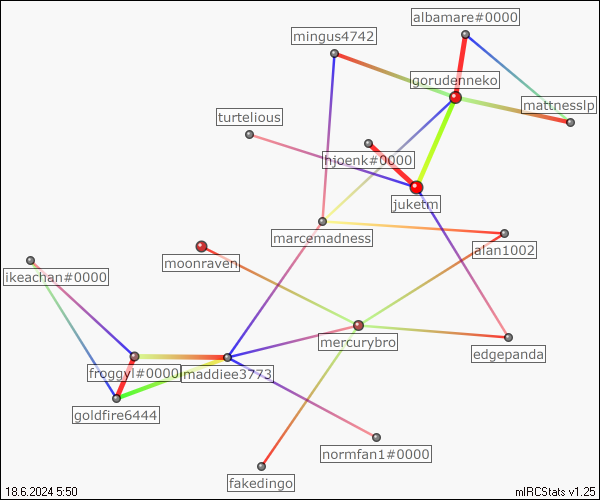 albamare#0000
mingus4742
gorudenneko
mattnesslp
turtelious
hjoenk#0000
juketm
marcemadness
alan1002
moonraven
ikeachan#0000
mercurybro
edgepanda
froggyl#0000
maddiee3773
goldfire6444
normfan1#0000
fakedingo
18.6.2024 5:50
mIRCStats v1.25